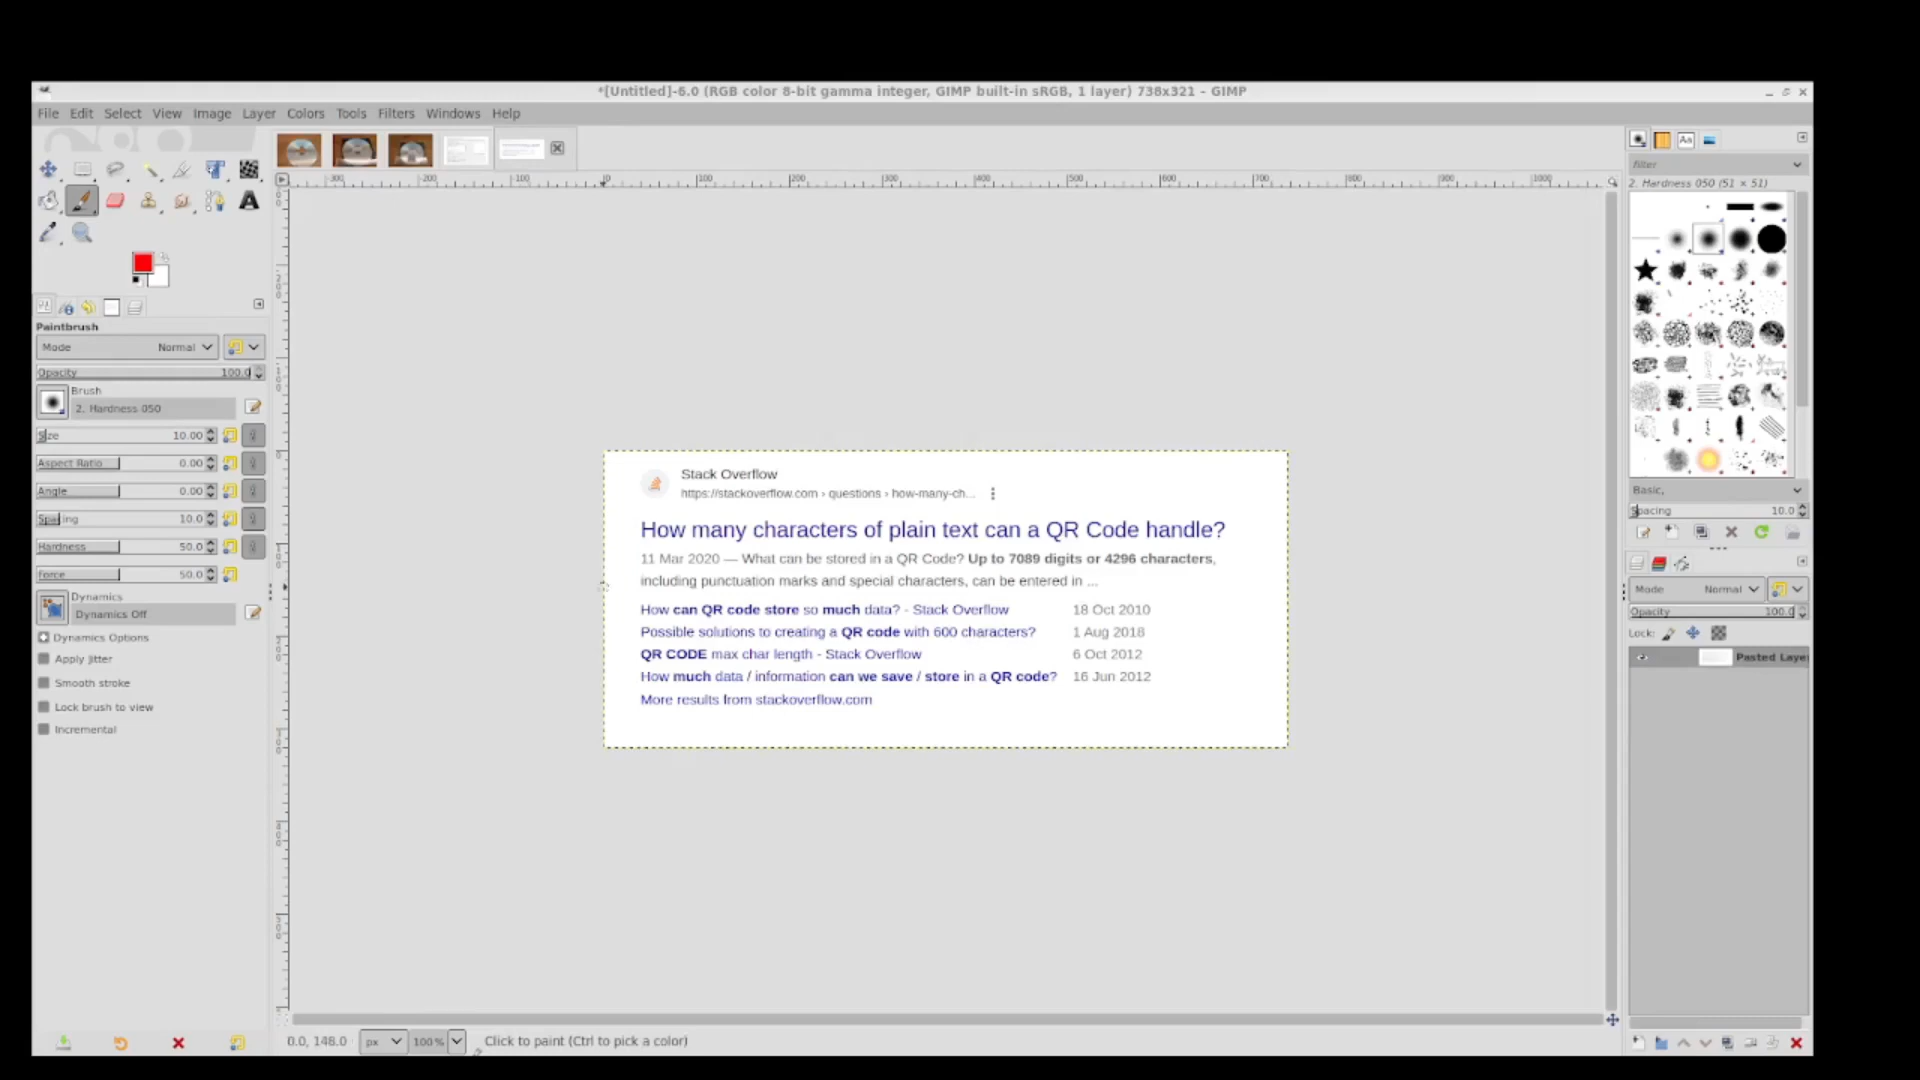 *[Untitled]-6.0 (RGB color 8-bit gamma integer, GIMP built-in sRGB, 1 layer) 738x321 – GIMP
File Edit Select View Image Layer Colors Tools Filters Windows Help
filter
2. Hardness 050 (51 × 51)
Paintbrush
Mode Normal
Opacity 100.0
Brush
2. Hardness 050
Size 10.00
Aspect Ratio 0.00
Angle 0.00
Spacing 10.0
Hardness 50.0
Force 50.0
Dynamics
Dynamics Off
Dynamics Options
Apply Jitter
Smooth stroke
Lock brush to view
Incremental
Stack Overflow
https://stackoverflow.com › questions › how-many-ch...
How many characters of plain text can a QR Code handle?
11 Mar 2020 — What can be stored in a QR Code? Up to 7089 digits or 4296 characters,
including punctuation marks and special characters, can be entered in ...
How can QR code store so much data? - Stack Overflow 18 Oct 2010
Possible solutions to creating a QR code with 600 characters? 1 Aug 2018
QR CODE max char length - Stack Overflow 6 Oct 2012
How much data / information can we save / store in a QR code? 16 Jun 2012
More results from stackoverflow.com
Basic,
Spacing 10.0
Mode Normal
Opacity 100.0
Lock:
Pasted Laye
0.0, 148.0 px 100% Click to paint (Ctrl to pick a color)